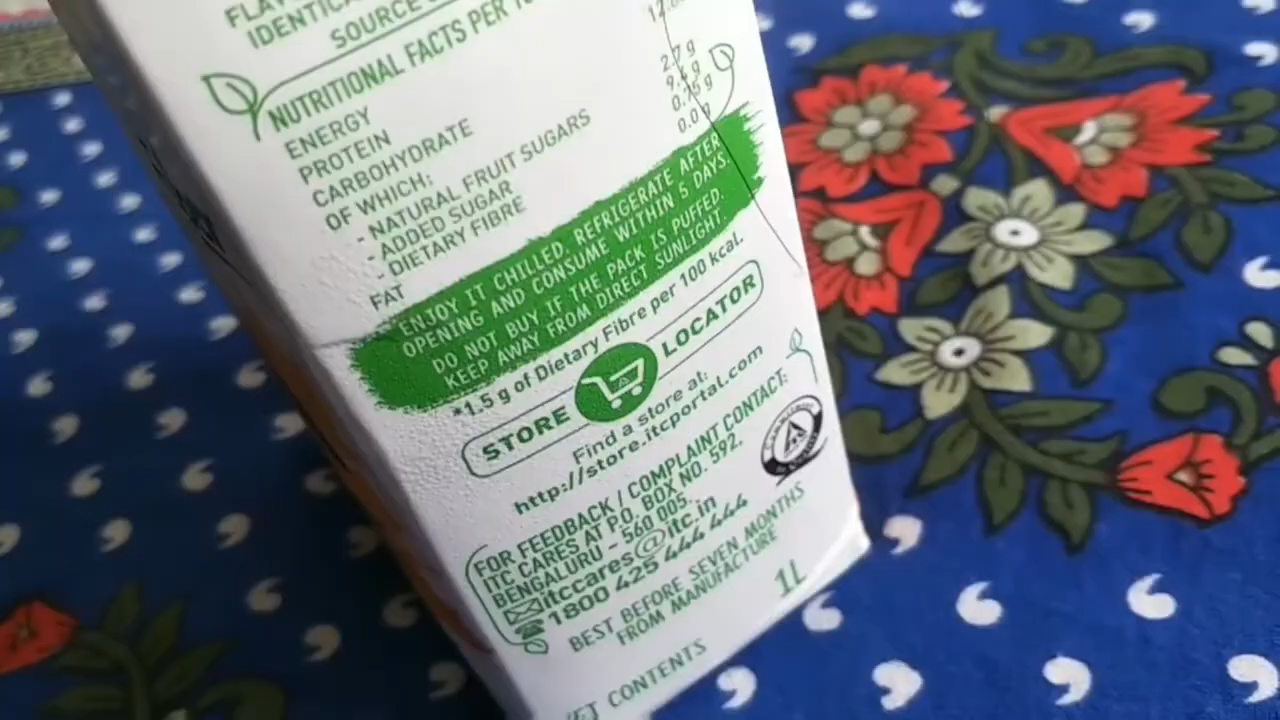 IDENTICAL
SOURCE
NUTRITIONAL FACTS PER
ENERGY
PROTEIN
CARBOHYDRATE
OF WHICH:
- NATURAL FRUIT SUGARS
- ADDED SUGAR
- DIETARY FIBRE
FAT
0.75 g
ENJOY IT CHILLED. REFRIGERATE AFTER
OPENING AND CONSUME WITHIN 5 DAYS.
DO NOT BUY IF THE PACK IS PUFFED.
KEEP AWAY FROM DIRECT SUNLIGHT.
*1.5 g of Dietary Fibre per 100 kcal.
STORE LOCATOR
Find a store at:
http://store.itcportal.com
FOR FEEDBACK / COMPLAINT CONTACT:
ITC CARES AT P.O. BOX NO. 592,
BENGALURU - 560 005.
itccares@itc.in
1800 425 444 444
BEST BEFORE SEVEN MONTHS
FROM MANUFACTURE
1L
CONTENTS